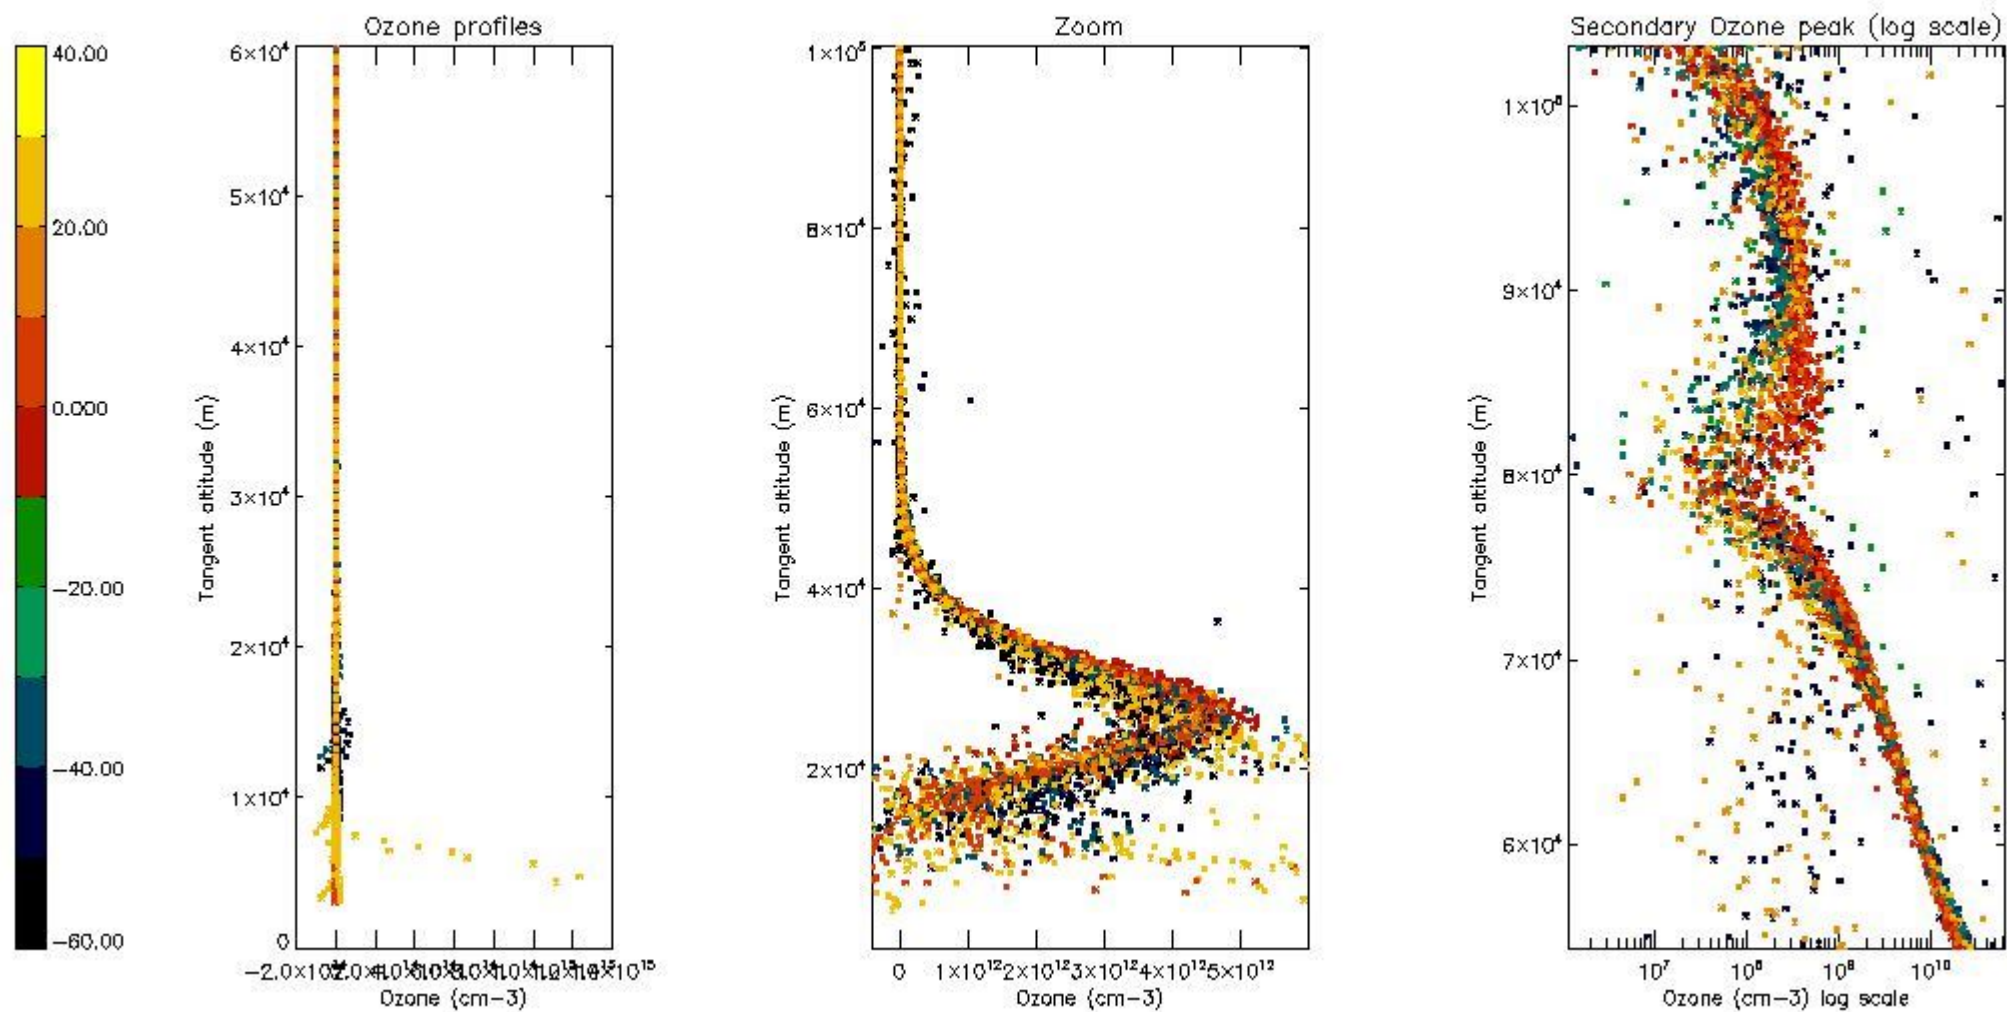 Ozone profiles
Zoom
Secondary Ozone peak (log scale)
40.00
20.00
0.000
−20.00
−40.00
−60.00
6×10⁴
5×10⁴
4×10⁴
3×10⁴
2×10⁴
1×10⁴
0
Tangent altitude (m)
Ozone (cm−3)
1×10⁵
8×10⁴
6×10⁴
4×10⁴
2×10⁴
Tangent altitude (m)
0 1×10¹² 2×10¹² 3×10¹² 4×10¹² 5×10¹²
Ozone (cm−3)
1×10⁵
9×10⁴
8×10⁴
7×10⁴
6×10⁴
Tangent altitude (m)
10⁷ 10⁸ 10⁹ 10¹⁰
Ozone (cm−3) log scale